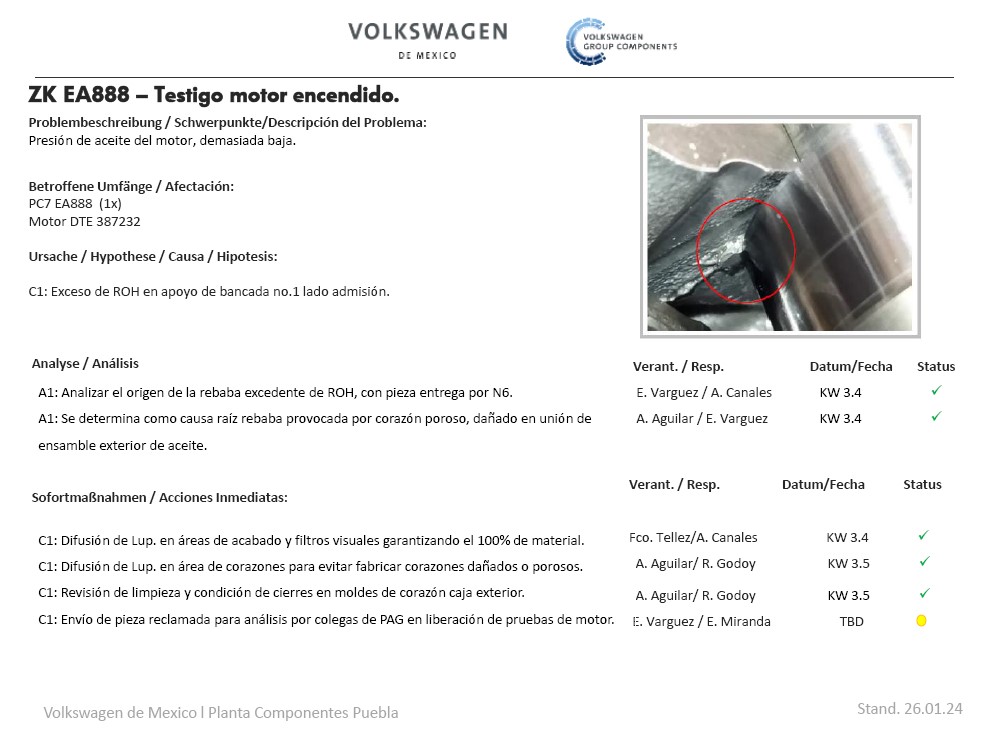 VOLKSWAGEN
DE MEXICO
VOLKSWAGEN
GROUP COMPONENTS
ZK EA888 – Testigo motor encendido.
Problembeschreibung / Schwerpunkte/Descripción del Problema:
Presión de aceite del motor, demasiada baja.
Betroffene Umfänge / Afectación:
PC7 EA888 (1x)
Motor DTE 387232
Ursache / Hypothese / Causa / Hipotesis:
C1: Exceso de ROH en apoyo de bancada no.1 lado admisión.
Analyse / Análisis Verant. / Resp. Datum/Fecha Status
A1: Analizar el origen de la rebaba excedente de ROH, con pieza entrega por N6. E. Varguez / A. Canales KW 3.4 ✓
A1: Se determina como causa raíz rebaba provocada por corazón poroso, dañado en unión de A. Aguilar / E. Varguez KW 3.4 ✓
ensamble exterior de aceite.
Sofortmaßnahmen / Acciones Inmediatas: Verant. / Resp. Datum/Fecha Status
C1: Difusión de Lup. en áreas de acabado y filtros visuales garantizando el 100% de material. Fco. Tellez/A. Canales KW 3.4 ✓
C1: Difusión de Lup. en área de corazones para evitar fabricar corazones dañados o porosos. A. Aguilar/ R. Godoy KW 3.5 ✓
C1: Revisión de limpieza y condición de cierres en moldes de corazón caja exterior. A. Aguilar/ R. Godoy KW 3.5 ✓
C1: Envío de pieza reclamada para análisis por colegas de PAG en liberación de pruebas de motor. E. Varguez / E. Miranda TBD
Volkswagen de Mexico l Planta Componentes Puebla Stand. 26.01.24